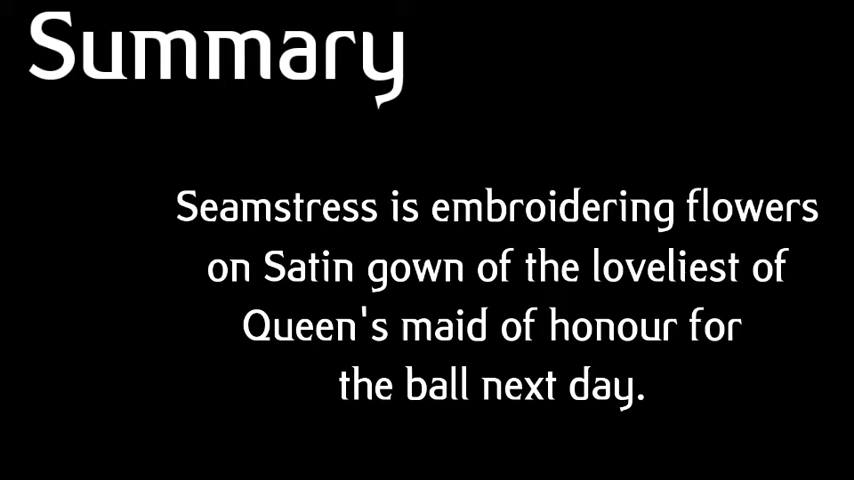 Summary
Seamstress is embroidering flowers
on Satin gown of the loveliest of
Queen's maid of honour for
the ball next day.